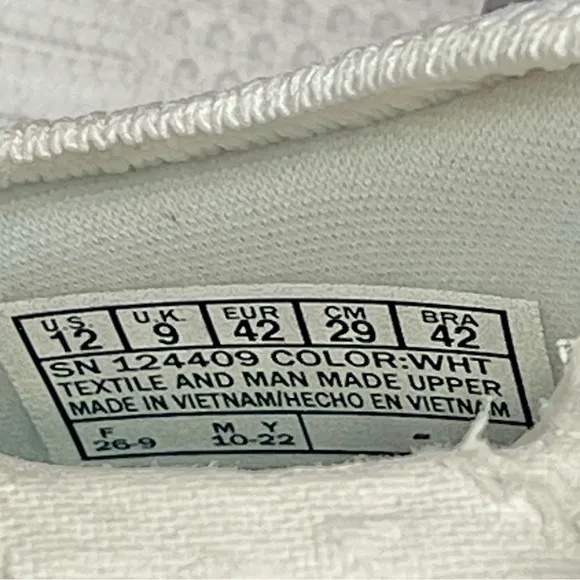 U.S. U.K. EUR CM BRA
12 9 42 29 42
SN 124409 COLOR:WHT
TEXTILE AND MAN MADE UPPER
MADE IN VIETNAM/HECHO EN VIETNAM
F M Y
26-9 10-22 -